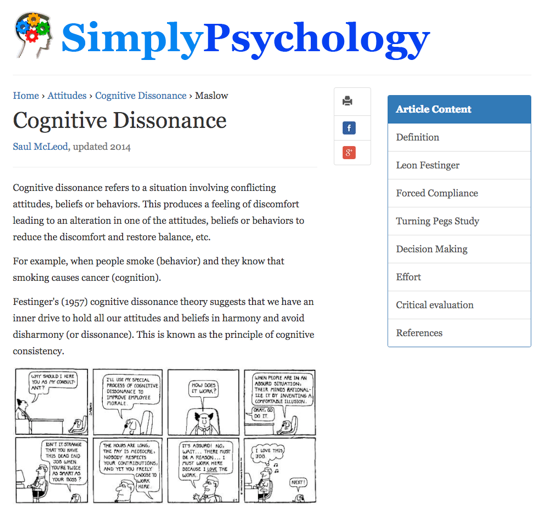 SimplyPsychology
Home › Attitudes › Cognitive Dissonance › Maslow
Cognitive Dissonance
Saul McLeod, updated 2014
Cognitive dissonance refers to a situation involving conflicting
attitudes, beliefs or behaviors. This produces a feeling of discomfort
leading to an alteration in one of the attitudes, beliefs or behaviors to
reduce the discomfort and restore balance, etc.
For example, when people smoke (behavior) and they know that
smoking causes cancer (cognition).
Festinger's (1957) cognitive dissonance theory suggests that we have an
inner drive to hold all our attitudes and beliefs in harmony and avoid
disharmony (or dissonance). This is known as the principle of cognitive
consistency.
f
g+
Article Content
Definition
Leon Festinger
Forced Compliance
Turning Pegs Study
Decision Making
Effort
Critical evaluation
References
WHY SHOULD I HIRE
YOU AS MY CONSULT-
ANT?
I'LL USE MY SPECIAL
PROCESS OF COGNITIVE
DISSONANCE TO
IMPROVE EMPLOYEE
MORALE.
HOW DOES
IT WORK?
WHEN PEOPLE ARE IN AN
ABSURD SITUATION,
THEIR MINDS RATIONAL-
IZE IT BY INVENTING A
COMFORTABLE ILLUSION.
OKAY, GO
DO IT.
ISN'T IT STRANGE
THAT YOU HAVE
THIS DEAD END
JOB WHEN
YOU'RE TWICE
AS SMART AS
YOUR BOSS?
THE HOURS ARE LONG,
THE PAY IS MEDIOCRE,
NOBODY RESPECTS
YOUR CONTRIBUTIONS,
AND YET YOU FREELY
CHOOSE TO
WORK
HERE.
IT'S ABSURD! NO,
WAIT... THERE MUST
BE A REASON... I
MUST WORK HERE
BECAUSE I LOVE THE
WORK.
I LOVE THIS
JOB
NEXT!